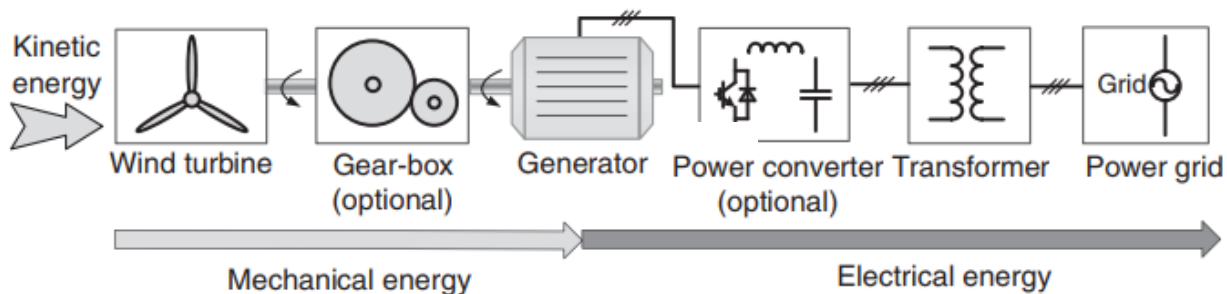 Kinetic
energy
Grid
Wind turbine
Gear-box
(optional)
Generator
Power converter
(optional)
Transformer
Power grid
Mechanical energy
Electrical energy